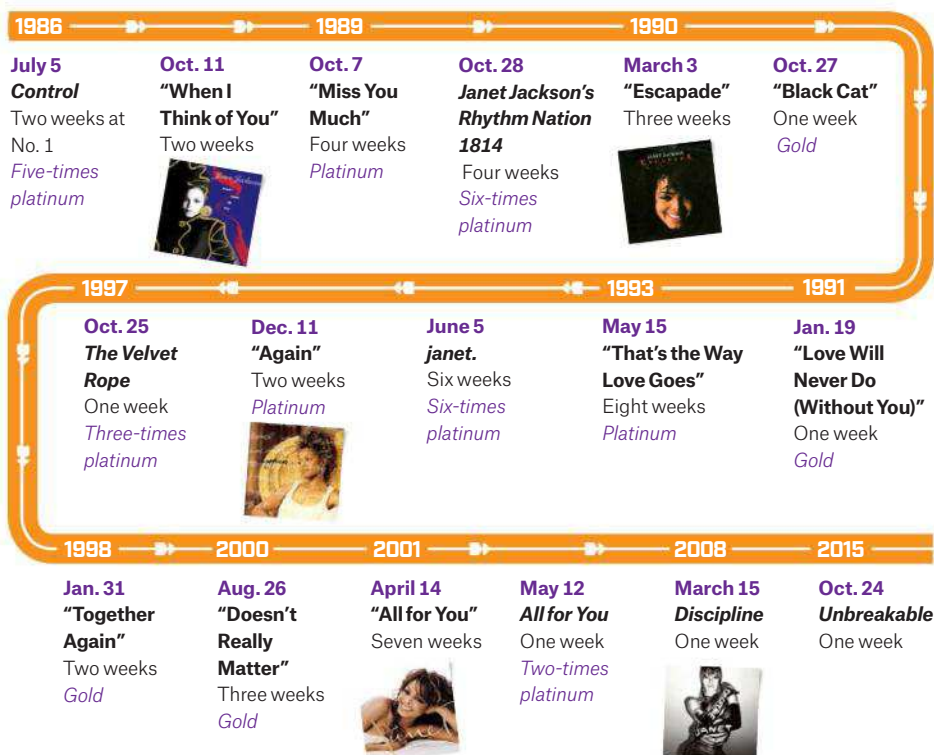 1986
1989
1990
July 5
Control
Two weeks at
No. 1
Five-times
platinum
Oct. 11
“When I
Think of You”
Two weeks
Oct. 7
“Miss You
Much”
Four weeks
Platinum
Oct. 28
Janet Jackson’s
Rhythm Nation
1814
Four weeks
Six-times
platinum
March 3
“Escapade”
Three weeks
Oct. 27
“Black Cat”
One week
Gold
1997
1993
1991
Oct. 25
The Velvet
Rope
One week
Three-times
platinum
Dec. 11
“Again”
Two weeks
Platinum
June 5
janet.
Six weeks
Six-times
platinum
May 15
“That’s the Way
Love Goes”
Eight weeks
Platinum
Jan. 19
“Love Will
Never Do
(Without You)”
One week
Gold
1998
2000
2001
2008
2015
Jan. 31
“Together
Again”
Two weeks
Gold
Aug. 26
“Doesn’t
Really
Matter”
Three weeks
Gold
April 14
“All for You”
Seven weeks
May 12
All for You
One week
Two-times
platinum
March 15
Discipline
One week
Oct. 24
Unbreakable
One week